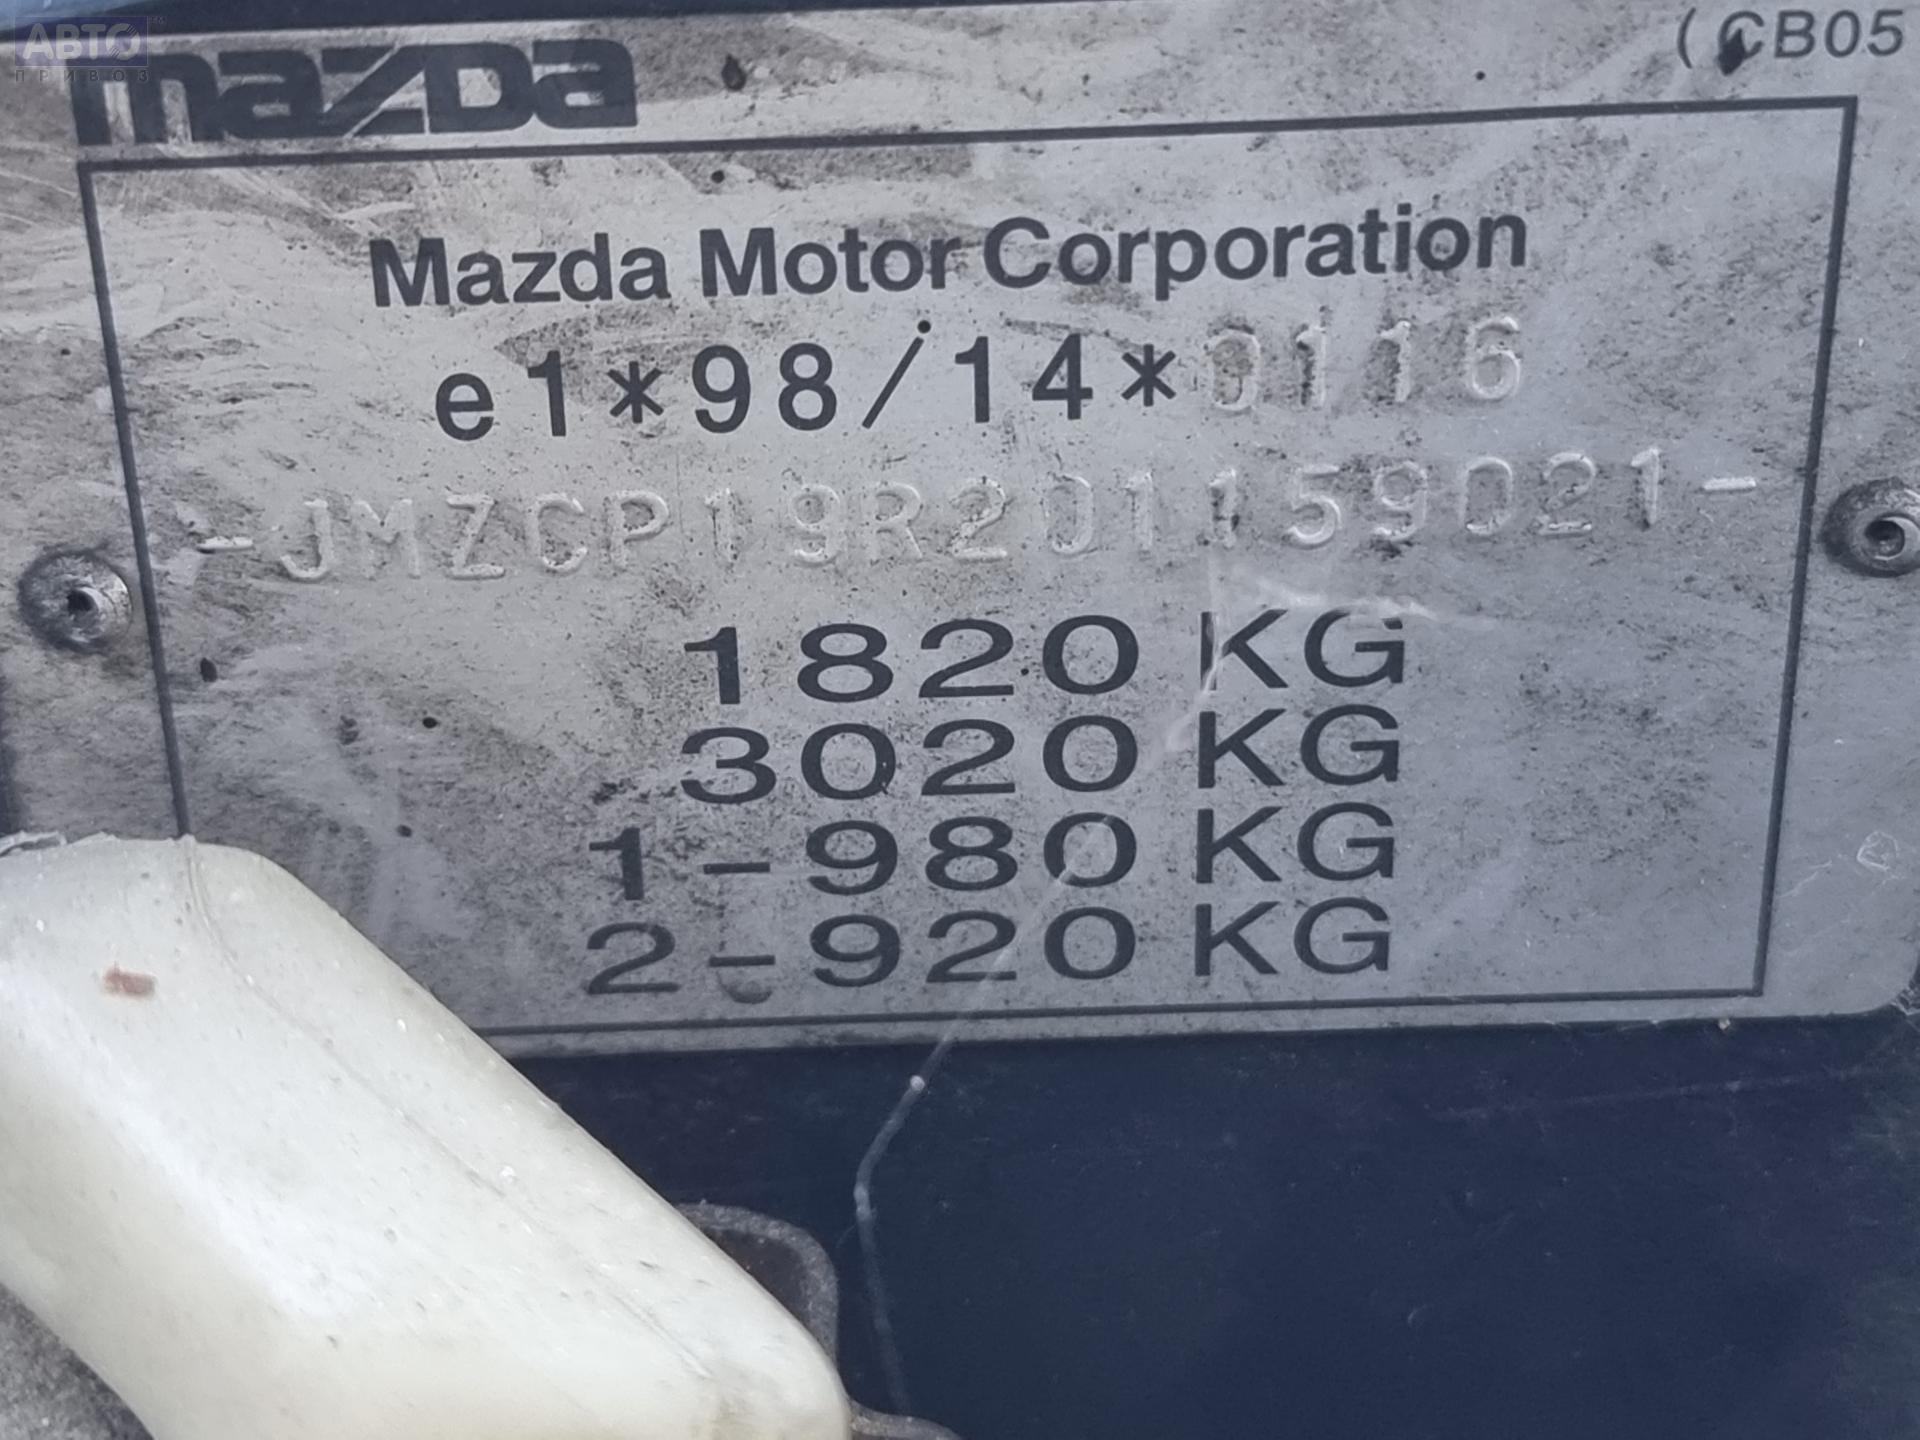 АВТО
ПРИВОЗ
mazda
(CB05
Mazda Motor Corporation
e1*98/14*0116
-JMZCP19R201159021-
1820 KG
3020 KG
1-980 KG
2-920 KG